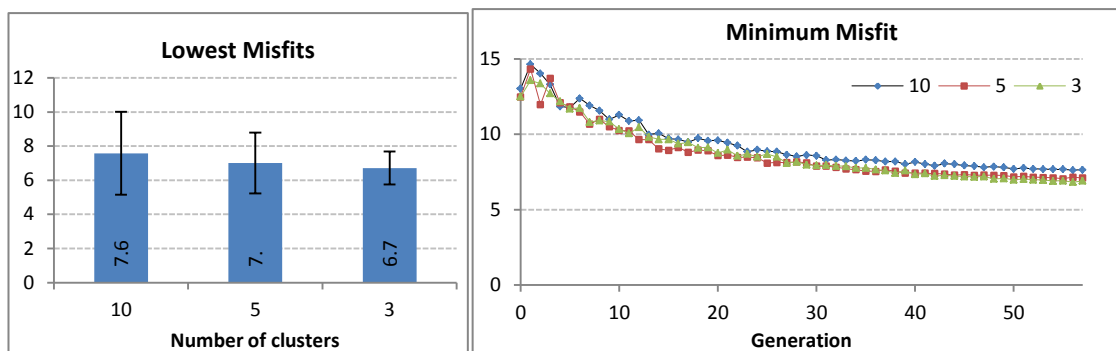 Lowest Misfits
12
10
8
6
4
2
0
7.6
7.
6.7
10 5 3
Number of clusters
Minimum Misfit
15
10
5
0
10 5 3
0 10 20 30 40 50
Generation